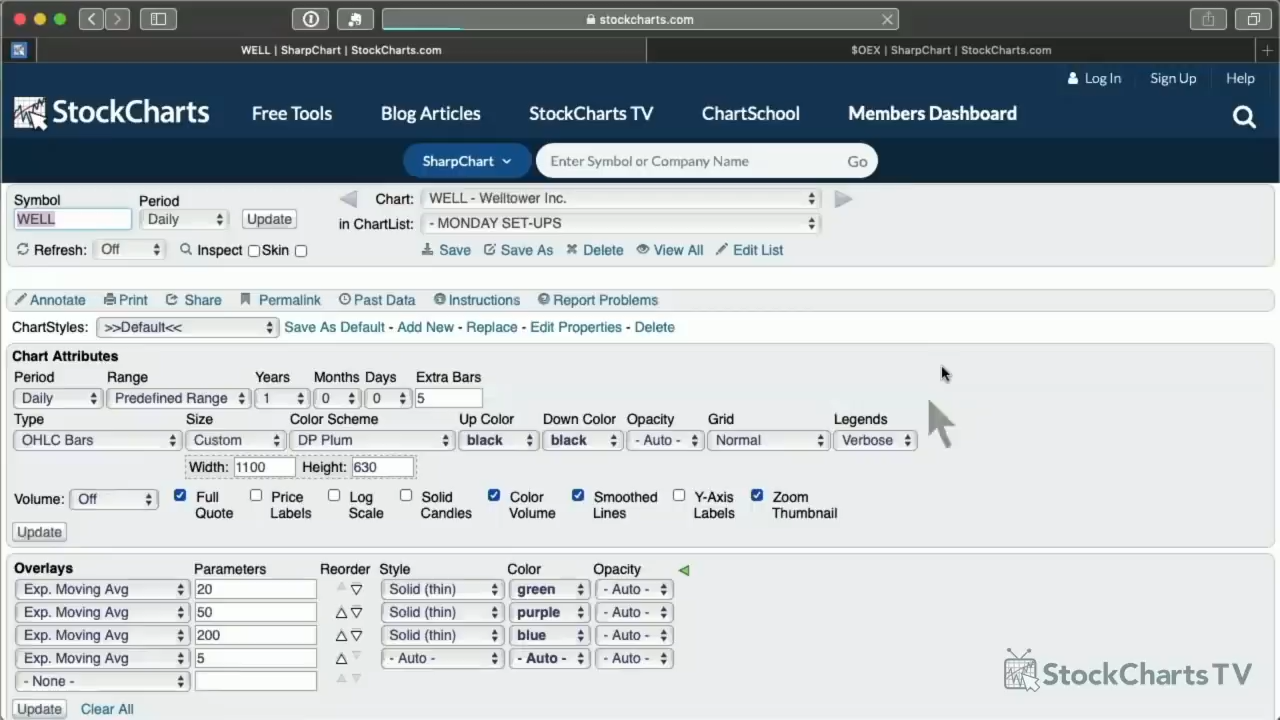 stockcharts.com
WELL | SharpChart | StockCharts.com
$OEX | SharpChart | StockCharts.com
Log In Sign Up Help
StockCharts Free Tools Blog Articles StockCharts TV ChartSchool Members Dashboard
SharpChart Enter Symbol or Company Name Go
Symbol Period Chart: WELL - Welltower Inc.
WELL Daily Update in ChartList: - MONDAY SET-UPS
Refresh: Off Inspect Skin Save Save As Delete View All Edit List
Annotate Print Share Permalink Past Data Instructions Report Problems
ChartStyles: >>Default<< Save As Default - Add New - Replace - Edit Properties - Delete
Chart Attributes
Period Range Years Months Days Extra Bars
Daily Predefined Range 1 0 0 5
Type Size Color Scheme Up Color Down Color Opacity Grid Legends
OHLC Bars Custom DP Plum black black - Auto - Normal Verbose
Width: 1100 Height: 630
Volume: Off Full Quote Price Labels Log Scale Solid Candles Color Volume Smoothed Lines Y-Axis Labels Zoom Thumbnail
Update
Overlays Parameters Reorder Style Color Opacity
Exp. Moving Avg 20 Solid (thin) green - Auto -
Exp. Moving Avg 50 Solid (thin) purple - Auto -
Exp. Moving Avg 200 Solid (thin) blue - Auto -
Exp. Moving Avg 5 - Auto - - Auto - - Auto -
- None -
Update Clear All
StockChartsTV